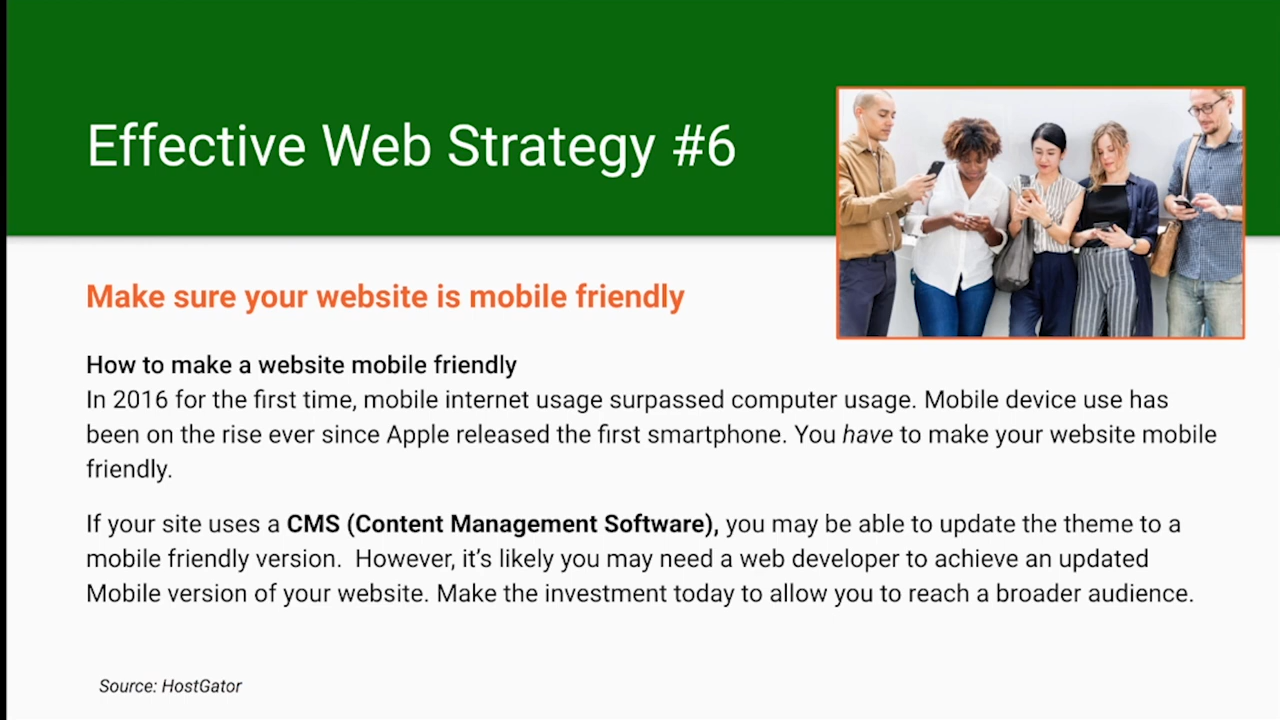 Effective Web Strategy #6
Make sure your website is mobile friendly
How to make a website mobile friendly
In 2016 for the first time, mobile internet usage surpassed computer usage. Mobile device use has
been on the rise ever since Apple released the first smartphone. You have to make your website mobile
friendly.
If your site uses a CMS (Content Management Software), you may be able to update the theme to a
mobile friendly version.  However, it’s likely you may need a web developer to achieve an updated
Mobile version of your website. Make the investment today to allow you to reach a broader audience.
Source: HostGator